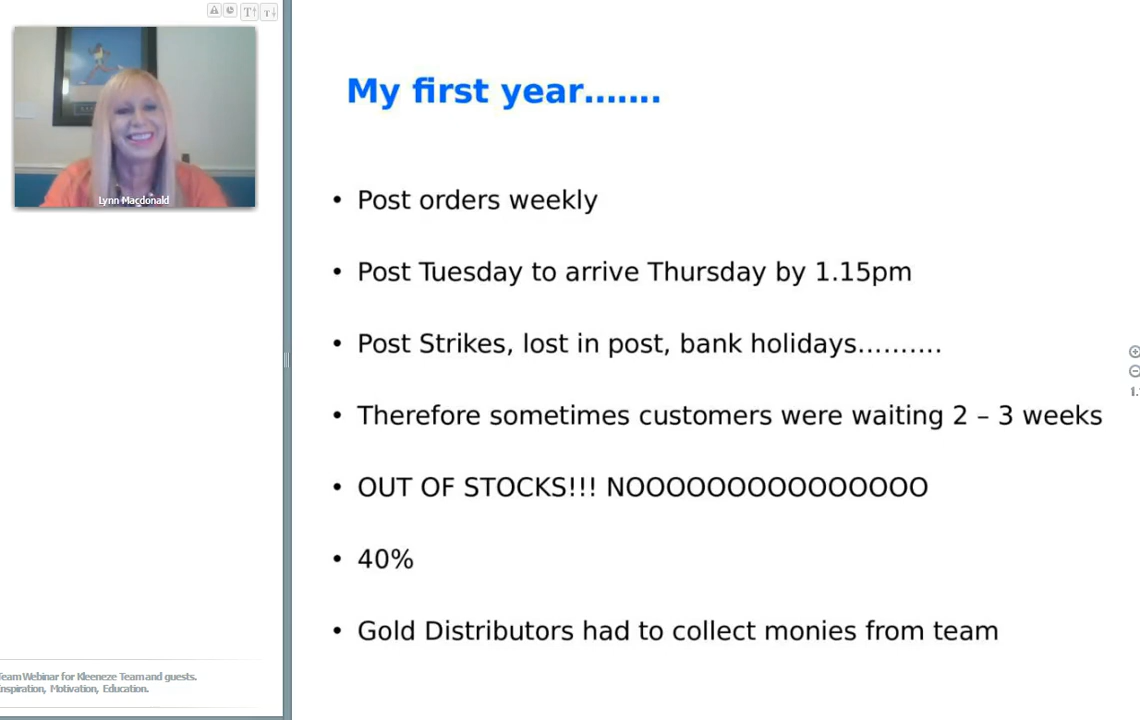 Lynn Macdonald
My first year.......
• Post orders weekly
• Post Tuesday to arrive Thursday by 1.15pm
• Post Strikes, lost in post, bank holidays..........
• Therefore sometimes customers were waiting 2 – 3 weeks
• OUT OF STOCKS!!! NOOOOOOOOOOOOOOO
• 40%
• Gold Distributors had to collect monies from team
Team Webinar for Kleeneze Team and guests.
Inspiration, Motivation, Education.